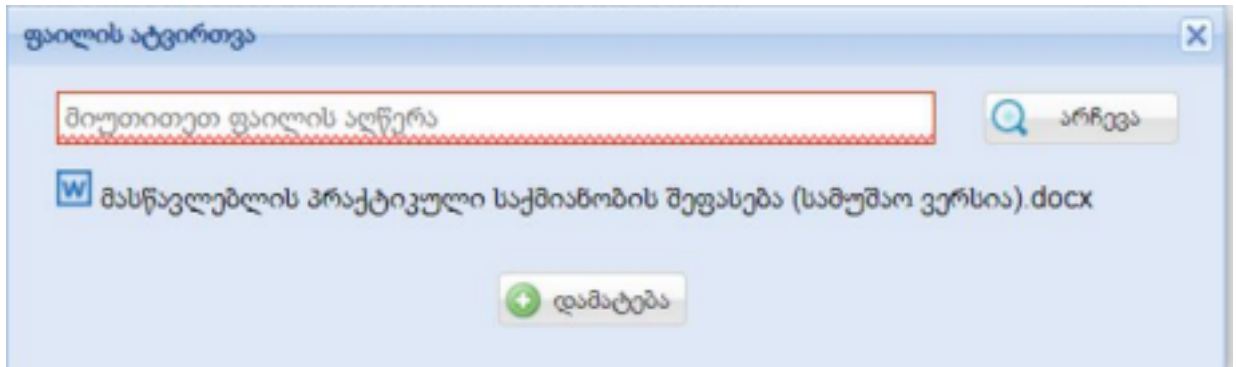 ფაილის ატვირთვა
მიუთითეთ ფაილის აღწერა
არჩევა
მასწავლებლის პრაქტიკული საქმიანობის შეფასება (სამუშაო ვერსია).docx
დამატება